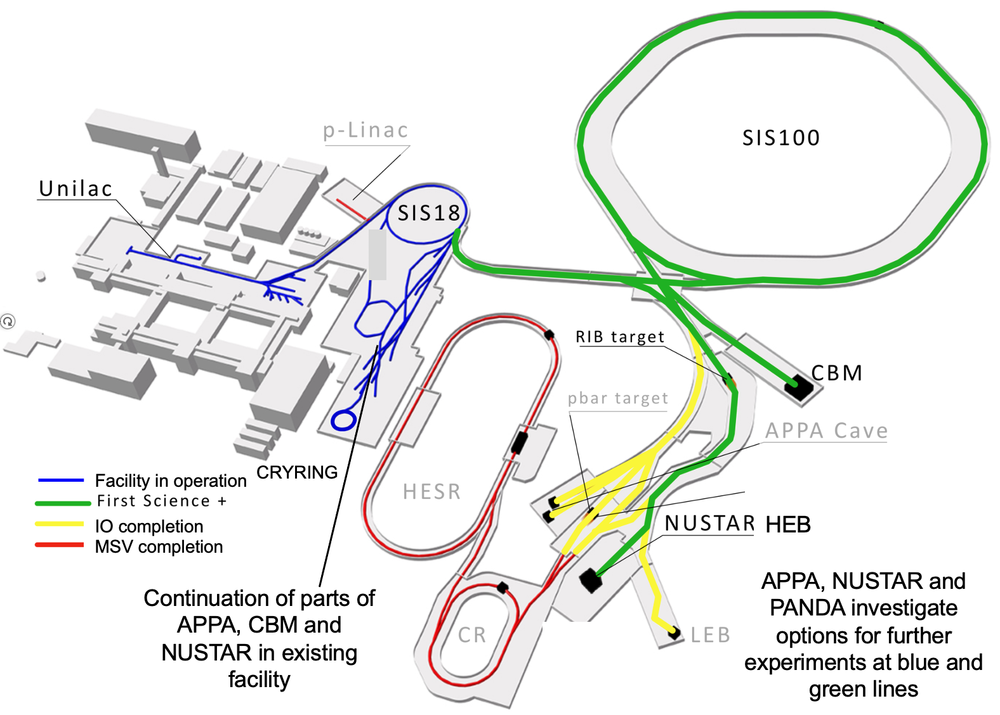 SIS100
p-Linac
Unilac
SIS18
RIB target
CBM
pbar target
APPA Cave
CRYRING
HESR
Facility in operation
First Science +
IO completion
MSV completion
NUSTAR HEB
Continuation of parts of
APPA, CBM and
NUSTAR in existing
facility
CR
LEB
APPA, NUSTAR and
PANDA investigate
options for further
experiments at blue and
green lines